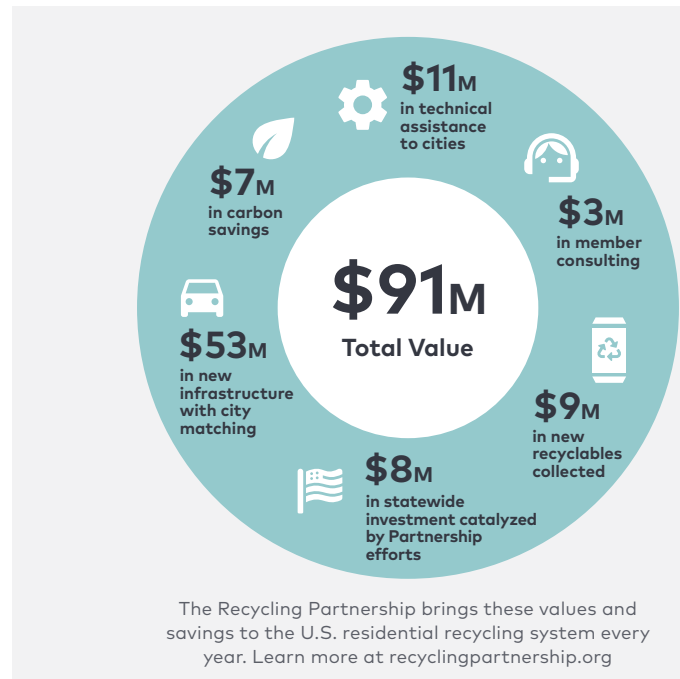 $11M
in technical
assistance
to cities
$3M
in member
consulting
$9M
in new
recyclables
collected
$8M
in statewide
investment catalyzed
by Partnership
efforts
$53M
in new
infrastructure
with city
matching
$7M
in carbon
savings
$91M
Total Value
The Recycling Partnership brings these values and
savings to the U.S. residential recycling system every
year. Learn more at recyclingpartnership.org